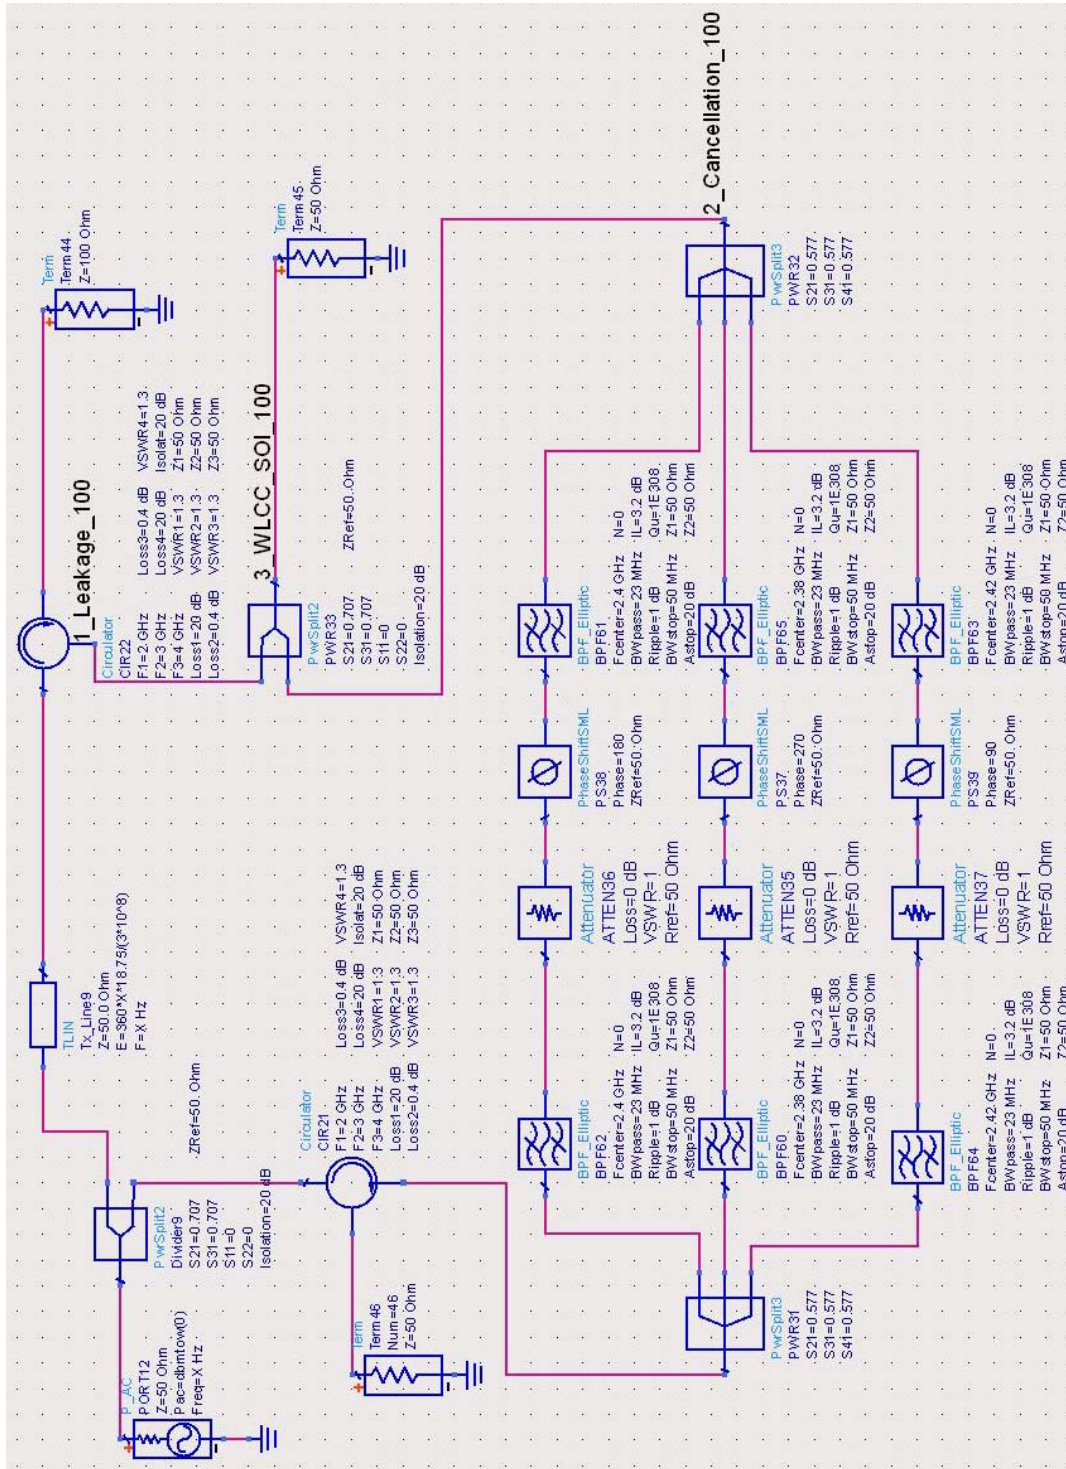 P_AC
PORT12
Z=50 Ohm
Pac=dbmtow(0)
Freq=X Hz
PwrSplit2
Divider9
S21=0.707
S31=0.707
S11=0
S22=0
Isolation=20 dB
ZRef=50. Ohm
TLIN
Tx_Line9
Z=50.0 Ohm
E=360*X*18.75/(3*10^8)
F=X Hz
1_Leakage_100
Circulator
CIR22
F1=2 GHz
F2=3 GHz
F3=4 GHz
Loss1=20 dB
Loss2=0.4 dB
Loss3=0.4 dB
Loss4=20 dB
VSWR1=1.3
VSWR2=1.3
VSWR3=1.3
VSWR4=1.3
Isolat=20 dB
Z1=50 Ohm
Z2=50 Ohm
Z3=50 Ohm
Term
Term44
Z=100 Ohm
Term
Term46
Num=46
Z=50 Ohm
Circulator
CIR21
F1=2 GHz
F2=3 GHz
F3=4 GHz
Loss1=20 dB
Loss2=0.4 dB
Loss3=0.4 dB
Loss4=20 dB
VSWR1=1.3
VSWR2=1.3
VSWR3=1.3
VSWR4=1.3
Isolat=20 dB
Z1=50 Ohm
Z2=50 Ohm
Z3=50 Ohm
3_WLCC_SOI_100
PwrSplit2
PWR33
S21=0.707
S31=0.707
S11=0
S22=0.
Isolation=20 dB
ZRef=50.Ohm
Term
Term45
Z=50 Ohm
PwrSplit3
PWR31
S21=0.577
S31=0.577
S41=0.577
BPF_Elliptic
BPF62
Fcenter=2.4 GHz
BWpass=23 MHz
Ripple=1 dB
BWstop=50 MHz
Astop=20 dB
N=0
IL=3.2 dB
Qu=1E308
Z1=50 Ohm
Z2=50 Ohm
Attenuator
ATTEN36
Loss=0 dB
VSWR=1
Rref=50 Ohm
PhaseShiftSML
PS38
Phase=180
ZRef=50. Ohm
BPF_Elliptic
BPF61
Fcenter=2.4 GHz
BWpass=23 MHz
Ripple=1 dB
BWstop=50 MHz
Astop=20 dB
N=0
IL=3.2 dB
Qu=1E308
Z1=50 Ohm
Z2=50 Ohm
BPF_Elliptic
BPF60
Fcenter=2.38 GHz
BWpass=23 MHz
Ripple=1 dB
BWstop=50 MHz
Astop=20 dB
N=0
IL=3.2 dB
Qu=1E308
Z1=50 Ohm
Z2=50 Ohm
Attenuator
ATTEN35
Loss=0 dB
VSWR=1
Rref=50 Ohm
PhaseShiftSML
PS37
Phase=270
ZRef=50. Ohm
BPF_Elliptic
BPF65
Fcenter=2.38 GHz
BWpass=23 MHz
Ripple=1 dB
BWstop=50 MHz
Astop=20 dB
N=0
IL=3.2 dB
Qu=1E308
Z1=50 Ohm
Z2=50 Ohm
BPF_Elliptic
BPF64
Fcenter=2.42 GHz
BWpass=23 MHz
Ripple=1 dB
BWstop=50 MHz
Astop=20 dB
N=0
IL=3.2 dB
Qu=1E308
Z1=50 Ohm
Z2=50 Ohm
Attenuator
ATTEN37
Loss=0 dB
VSWR=1
Rref=50 Ohm
PhaseShiftSML
PS39
Phase=90
ZRef=50. Ohm
BPF_Elliptic
BPF63
Fcenter=2.42 GHz
BWpass=23 MHz
Ripple=1 dB
BWstop=50 MHz
Astop=20 dB
N=0
IL=3.2 dB
Qu=1E308
Z1=50 Ohm
Z2=50 Ohm
2_Cancellation_100
PwrSplit3
PWR32
S21=0.577
S31=0.577
S41=0.577